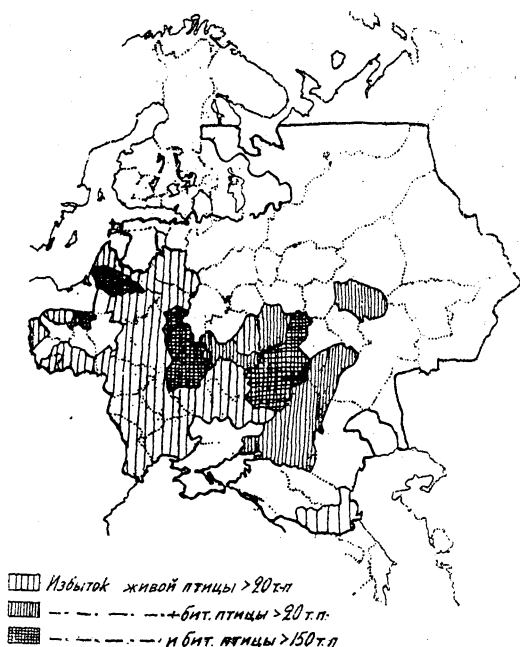 Избыток живой птицы >20 т-п
— · — · — · — + бит. птицы >20 т.п.
— · — · — · — и бит. птицы >150 т.п